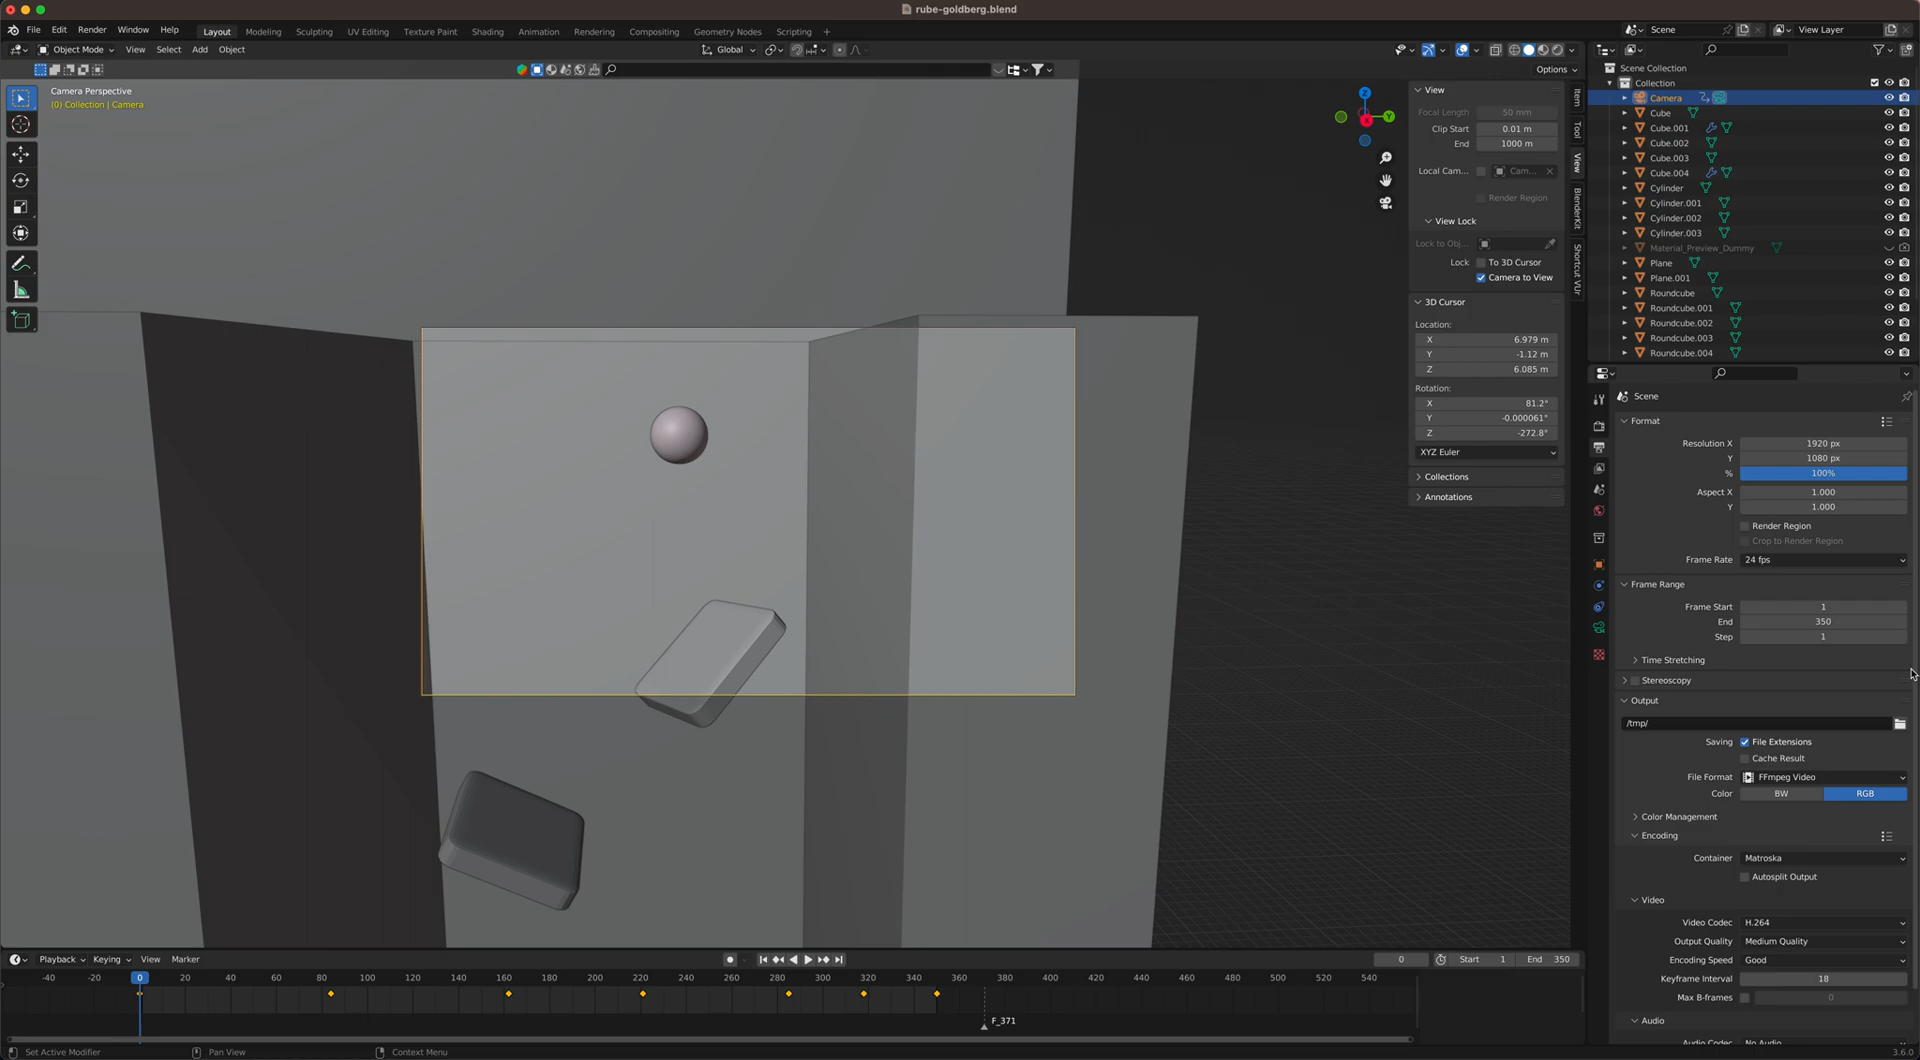 rube-goldberg.blend
File Edit Render Window Help Layout Modeling Sculpting UV Editing Texture Paint Shading Animation Rendering Compositing Geometry Nodes Scripting + Scene View Layer
Object Mode View Select Add Object Global
Options
Camera Perspective
(0) Collection | Camera
Z
Y
X
View
Focal Length 50 mm
Clip Start 0.01 m
End 1000 m
Local Cam... Cam...
Render Region
View Lock
Lock to Obj...
Lock To 3D Cursor
Camera to View
3D Cursor
Location:
X 6.979 m
Y -1.12 m
Z 6.085 m
Rotation:
X 81.2°
Y -0.000061°
Z -272.8°
XYZ Euler
Collections
Annotations
Item
Tool
View
BlenderKit
Shortcut VUr
Scene Collection
Collection
Camera
Cube
Cube.001
Cube.002
Cube.003
Cube.004
Cylinder
Cylinder.001
Cylinder.002
Cylinder.003
Material_Preview_Dummy
Plane
Plane.001
Roundcube
Roundcube.001
Roundcube.002
Roundcube.003
Roundcube.004
Scene
Format
Resolution X 1920 px
Y 1080 px
% 100%
Aspect X 1.000
Y 1.000
Render Region
Crop to Render Region
Frame Rate 24 fps
Frame Range
Frame Start 1
End 350
Step 1
Time Stretching
Stereoscopy
Output
/tmp/
Saving File Extensions
Cache Result
File Format FFmpeg Video
Color BW RGB
Color Management
Encoding
Container Matroska
Autosplit Output
Video
Video Codec H.264
Output Quality Medium Quality
Encoding Speed Good
Keyframe Interval 18
Max B-frames 0
Audio
Audio Codec No Audio
Playback Keying View Marker 0 Start 1 End 350
-40 -20 0 20 40 60 80 100 120 140 160 180 200 220 240 260 280 300 320 340 360 380 400 420 440 460 480 500 520 540
F_371
Set Active Modifier Pan View Context Menu 3.6.0